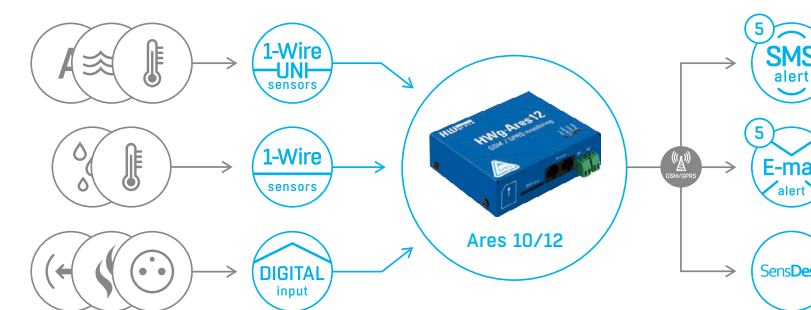 A
1-Wire
UNI
sensors
1-Wire
sensors
DIGITAL
input
HWg-Ares12
GSM / GPRS monitoring
Ares 10/12
GSM/GPRS
5
SMS
alert
5
E-ma
alert
SensDes